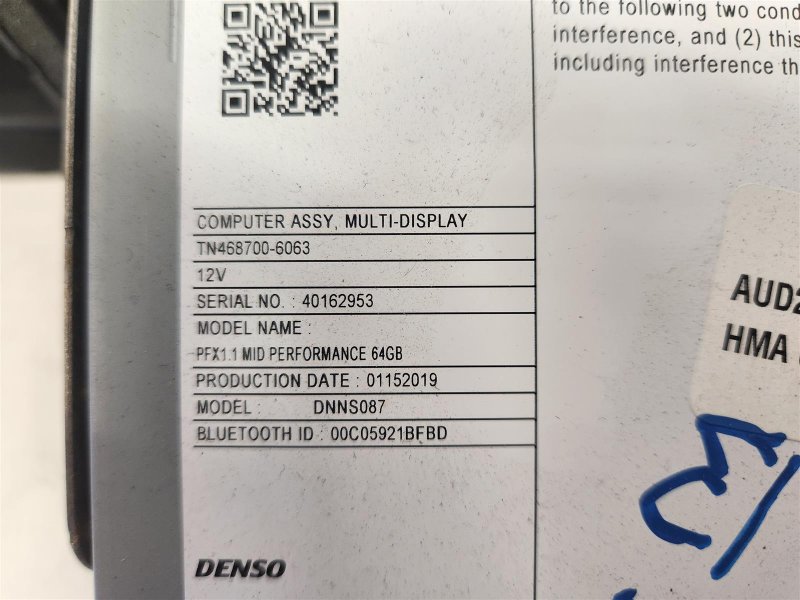 to the following two cond
interference, and (2) this
including interference th
COMPUTER ASSY, MULTI-DISPLAY
TN468700-6063
12V
SERIAL NO. : 40162953
MODEL NAME :
PFX1.1 MID PERFORMANCE 64GB
PRODUCTION DATE : 01152019
MODEL : DNNS087
BLUETOOTH ID : 00C05921BFBD
DENSO
AUD2
HMA